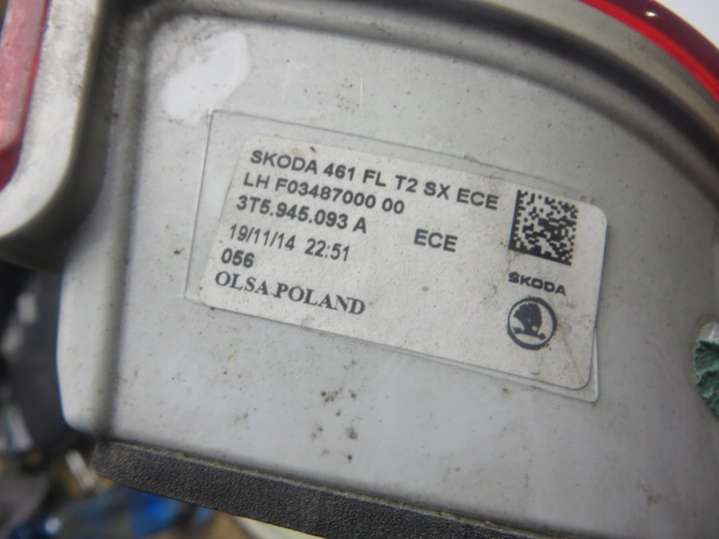 SKODA 461 FL T2 SX ECE
LH F03487000 00
3T5.945.093 A ECE
19/11/14 22:51
056
OLSA POLAND
ŠKODA